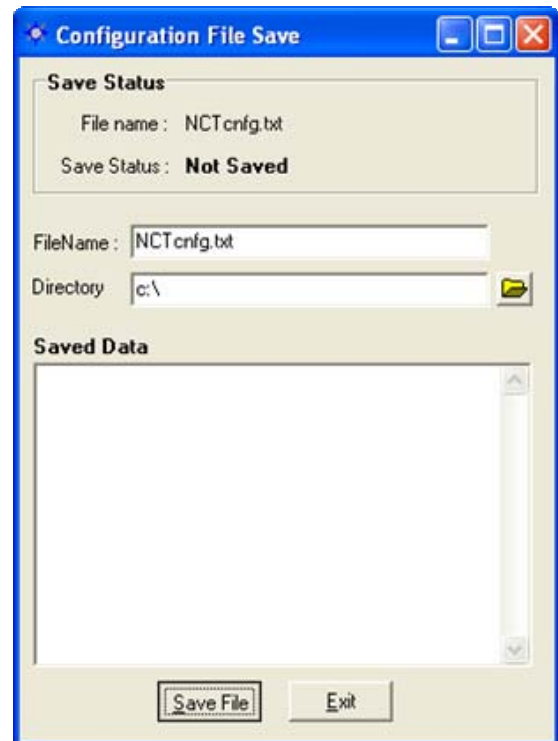 Configuration File Save
Save Status
File name : NCTcnfg.txt
Save Status : Not Saved
FileName : NCTcnfg.txt
Directory c:\
Saved Data
Save File Exit